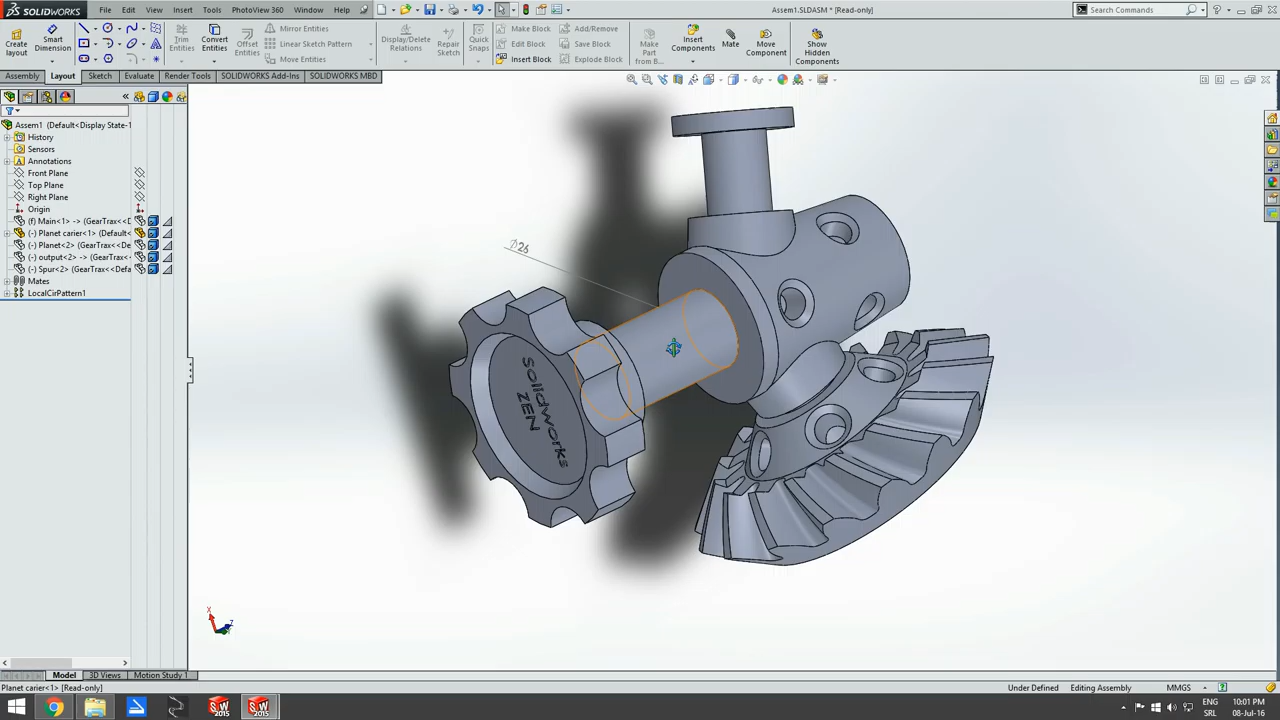 SOLIDWORKS File Edit View Insert Tools PhotoView 360 Window Help Assem1.SLDASM * [Read-only] Search Commands
Create layout
Smart Dimension
Trim Entities
Convert Entities
Offset Entities
Mirror Entities
Linear Sketch Pattern
Move Entities
Display/Delete Relations
Repair Sketch
Quick Snaps
Make Block
Edit Block
Insert Block
Add/Remove
Save Block
Explode Block
Make Part from B...
Insert Components
Mate
Move Component
Show Hidden Components
Assembly Layout Sketch Evaluate Render Tools SOLIDWORKS Add-Ins SOLIDWORKS MBD
Assem1 (Default<Display State-1
History
Sensors
Annotations
Front Plane
Top Plane
Right Plane
Origin
(f) Main<1> -> (GearTrax<<D
(-) Planet carier<1> (Default<
(-) Planet<2> (GearTrax<<De
(-) output<2> (GearTrax<<D
(-) Spur<2> (GearTrax<<Defa
Mates
LocalCirPattern1
∅26
Solidworks
ZEN
X
Z
Model 3D Views Motion Study 1
Planet carier<1> [Read-only] Under Defined Editing Assembly MMGS
2015 2015
ENG 10:01 PM
SRL 08-Jul-16